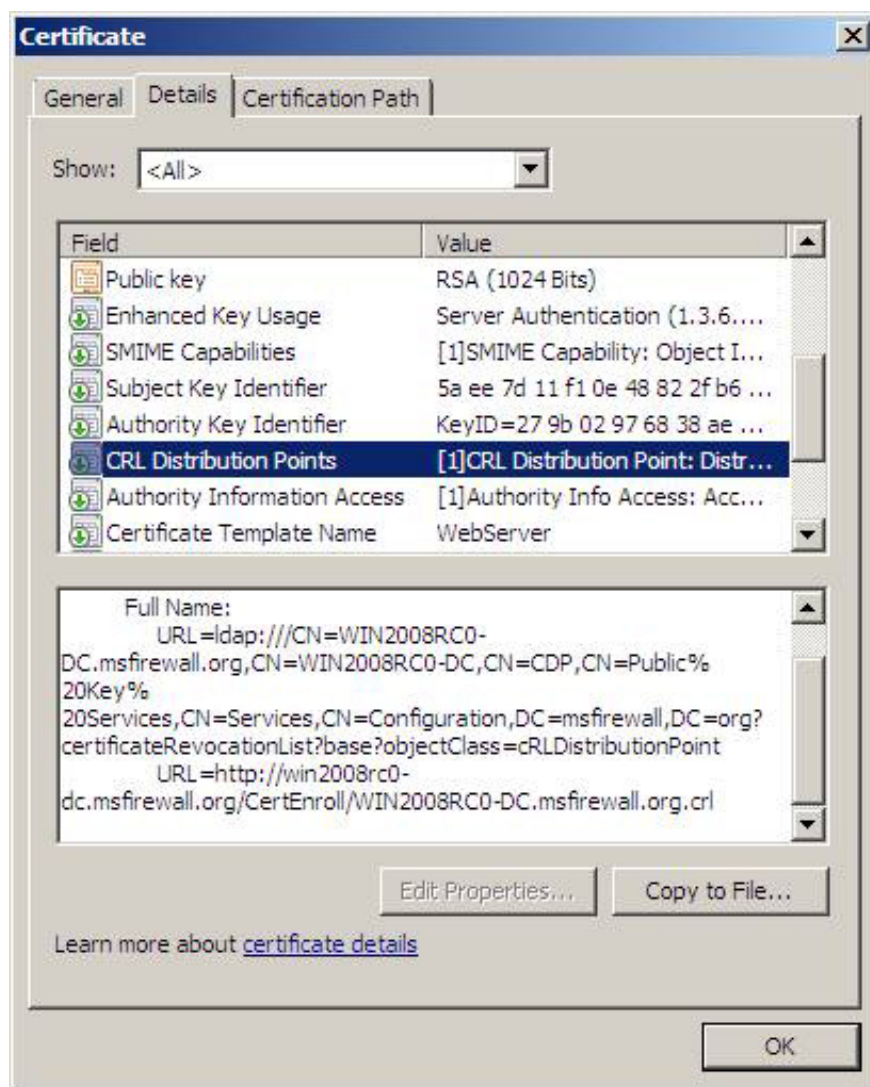 Certificate
General Details Certification Path
Show: <All>
Field Value
Public key RSA (1024 Bits)
Enhanced Key Usage Server Authentication (1.3.6....
SMIME Capabilities [1]SMIME Capability: Object I...
Subject Key Identifier 5a ee 7d 11 f1 0e 48 82 2f b6 ...
Authority Key Identifier KeyID=27 9b 02 97 68 38 ae ...
CRL Distribution Points [1]CRL Distribution Point: Distr...
Authority Information Access [1]Authority Info Access: Acc...
Certificate Template Name WebServer
Full Name:
URL=ldap:///CN=WIN2008RC0-
DC.msfirewall.org,CN=WIN2008RC0-DC,CN=CDP,CN=Public%
20Key%
20Services,CN=Services,CN=Configuration,DC=msfirewall,DC=org?
certificateRevocationList?base?objectClass=cRLDistributionPoint
URL=http://win2008rc0-
dc.msfirewall.org/CertEnroll/WIN2008RC0-DC.msfirewall.org.crl
Edit Properties... Copy to File...
Learn more about certificate details
OK